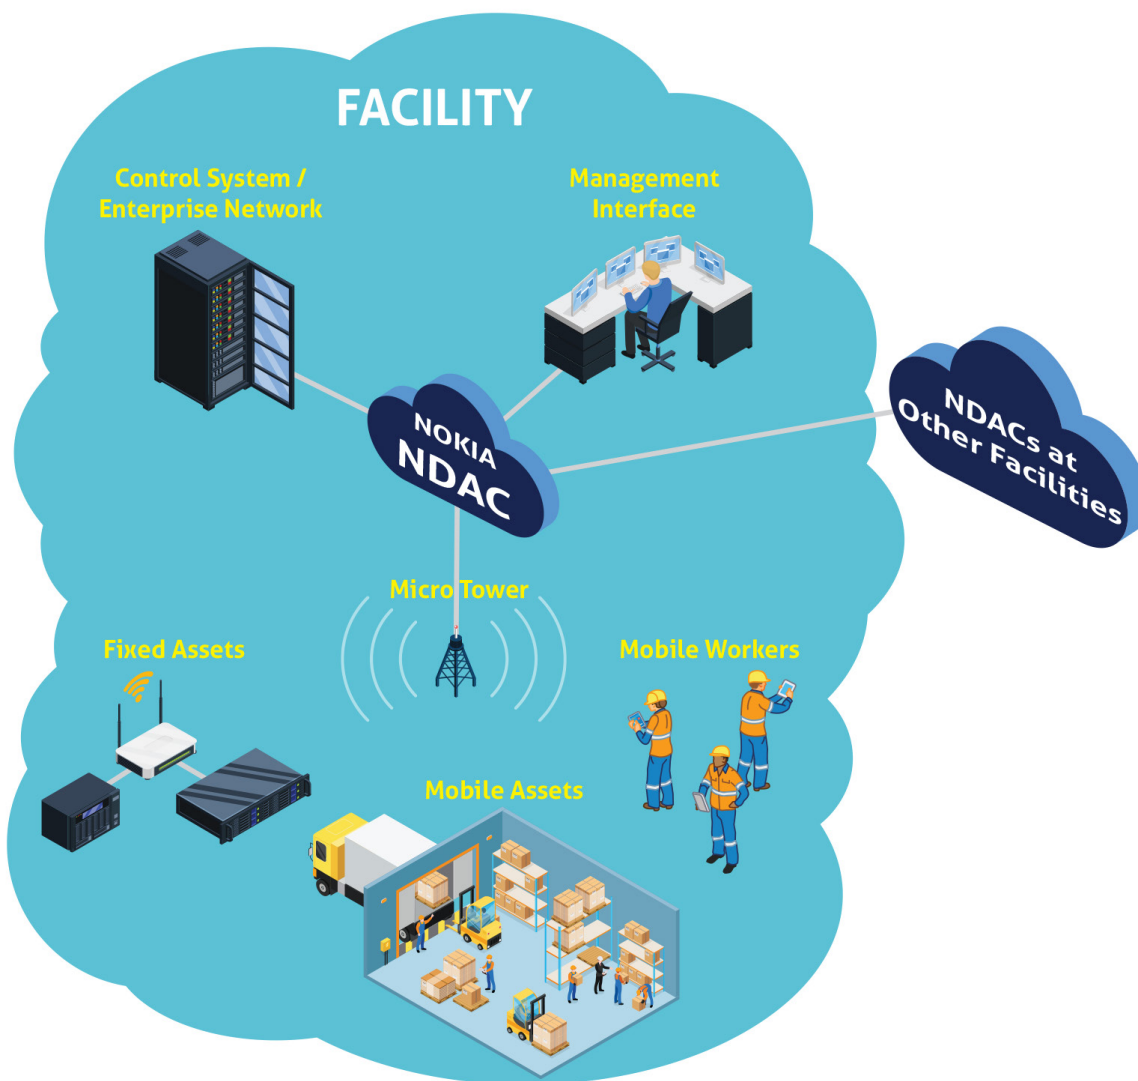 FACILITY
Control System /
Enterprise Network
Management
Interface
NOKIA
NDAC
NDACs at
Other Facilities
Micro Tower
Fixed Assets
Mobile Workers
Mobile Assets